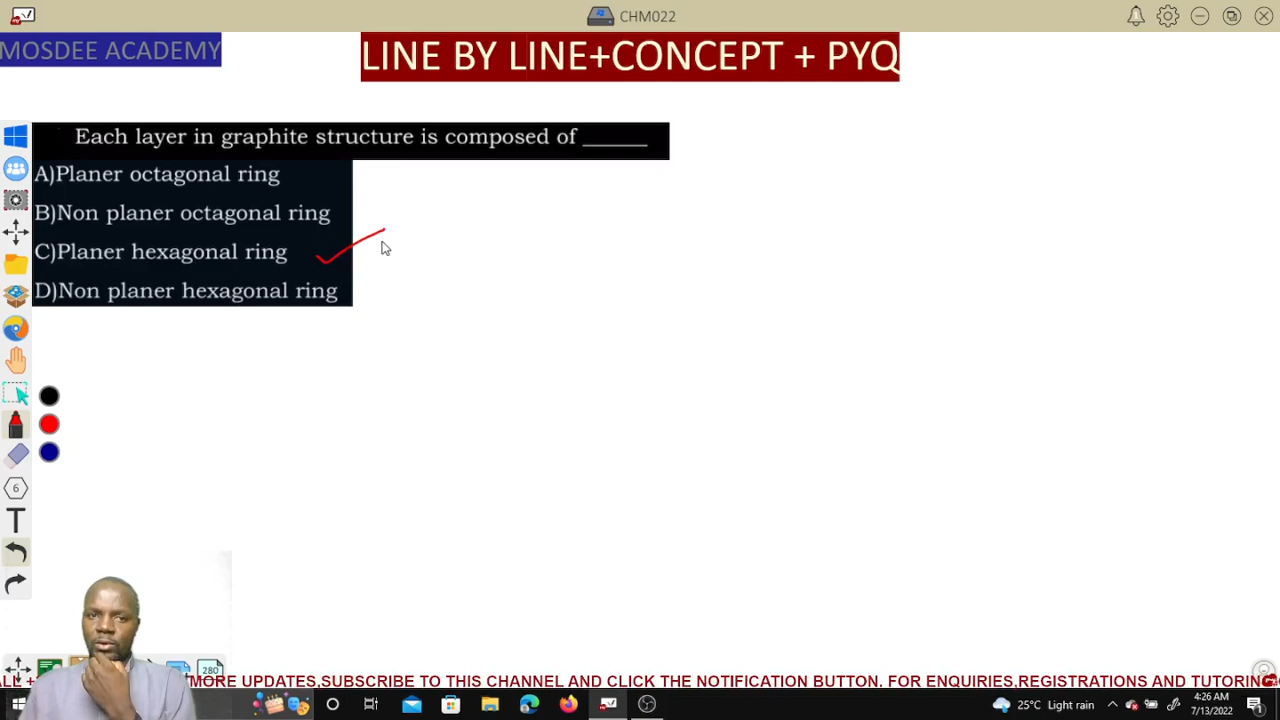 CHM022
MOSDEE ACADEMY
LINE BY LINE+CONCEPT + PYQ
Each layer in graphite structure is composed of ______
A)Planer octagonal ring
B)Non planer octagonal ring
C)Planer hexagonal ring
D)Non planer hexagonal ring
6
T
280
MORE UPDATES,SUBSCRIBE TO THIS CHANNEL AND CLICK THE NOTIFICATION BUTTON. FOR ENQUIRIES,REGISTRATIONS AND TUTORING
25°C Light rain
4:26 AM
7/13/2022